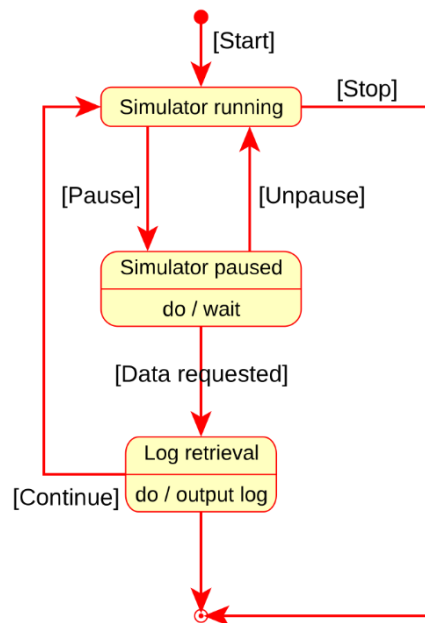 [Start]
Simulator running
[Stop]
[Pause]
[Unpause]
Simulator paused
do / wait
[Data requested]
Log retrieval
do / output log
[Continue]